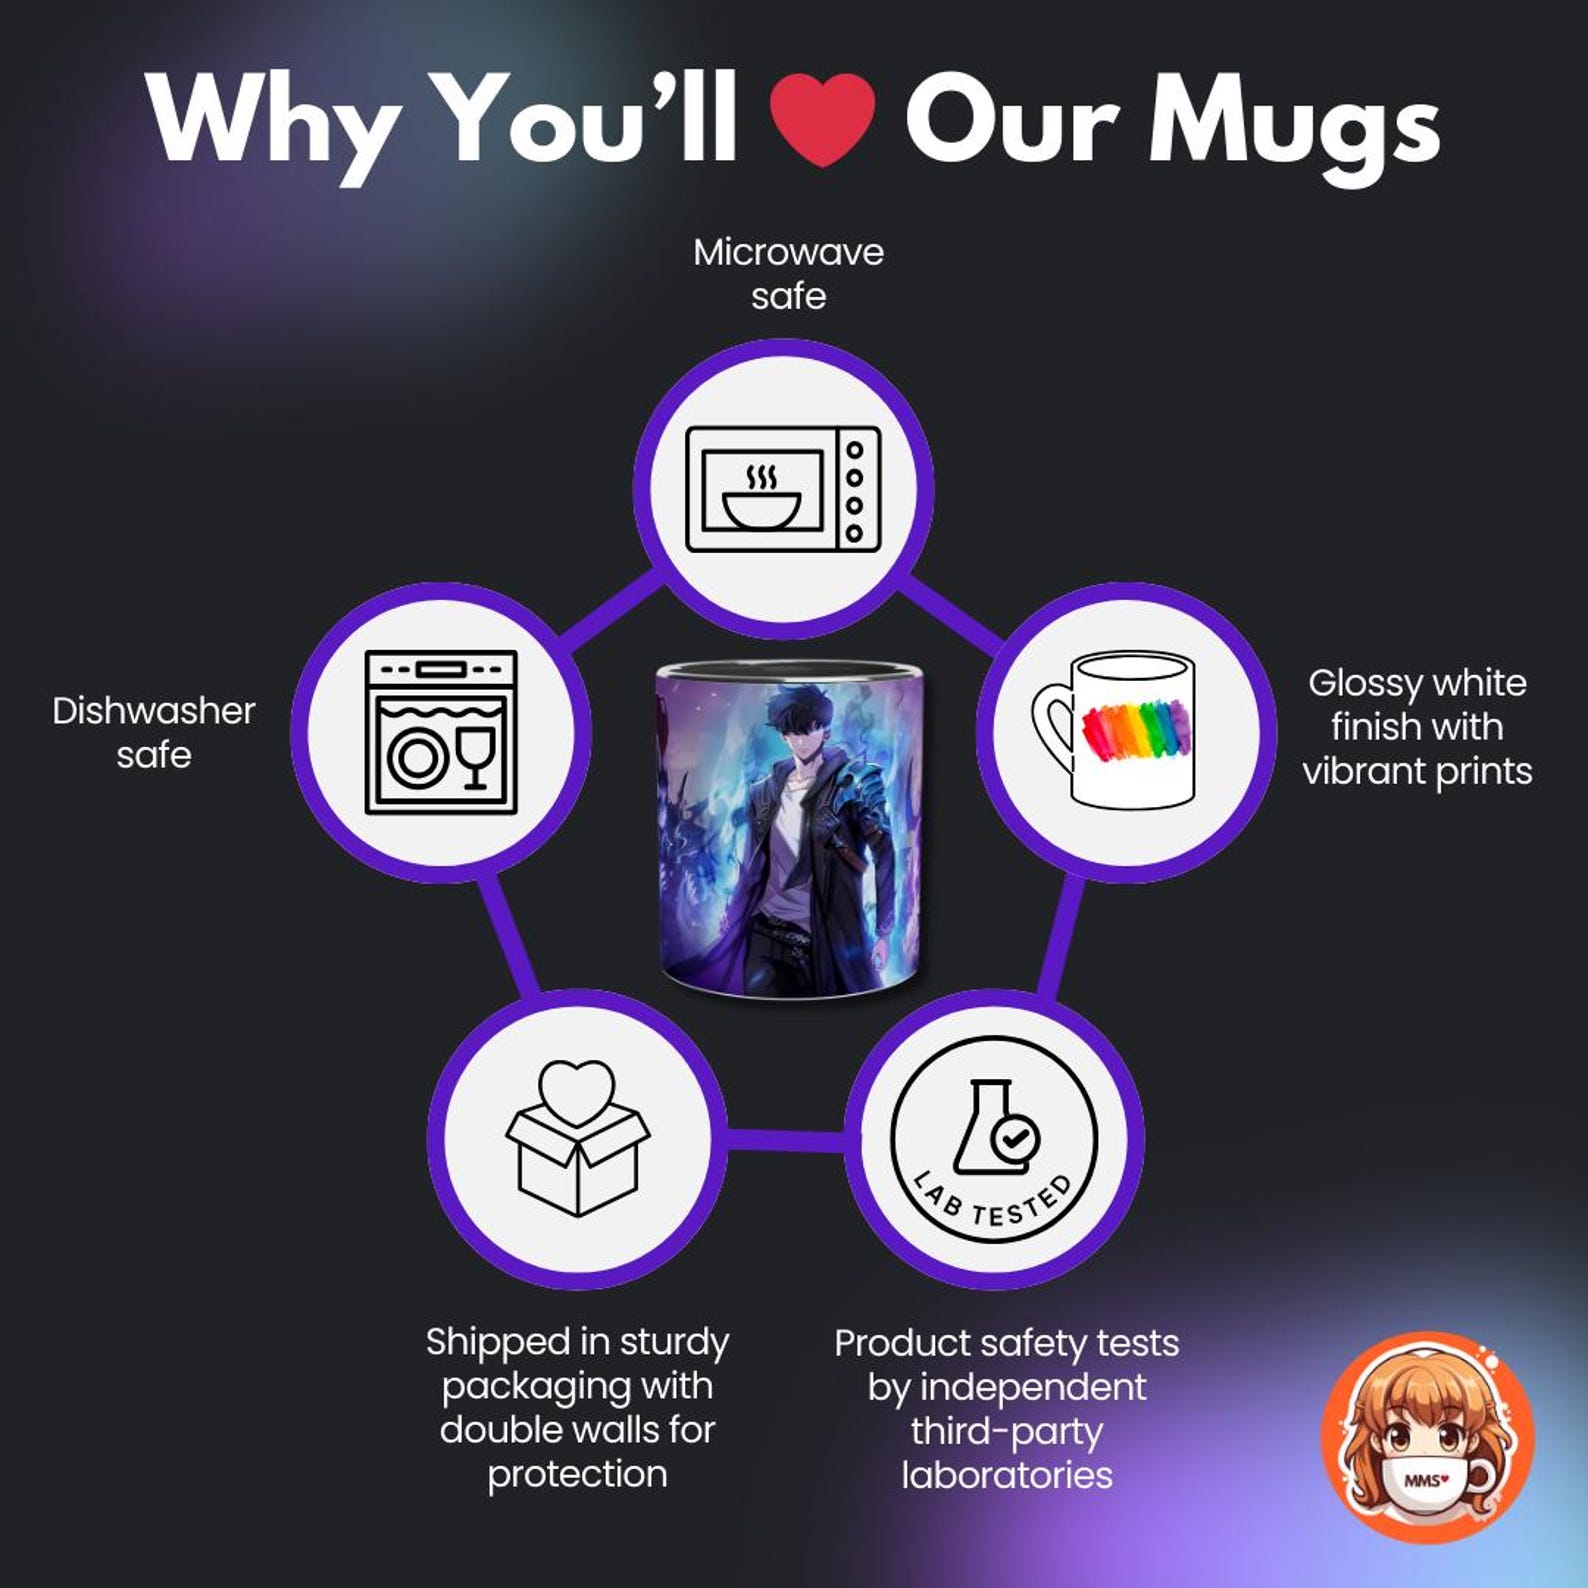 Why You’ll ❤ Our Mugs
Microwave
safe
Dishwasher
safe
Glossy white
finish with
vibrant prints
LAB TESTED
Shipped in sturdy
packaging with
double walls for
protection
Product safety tests
by independent
third-party
laboratories
MMS♥